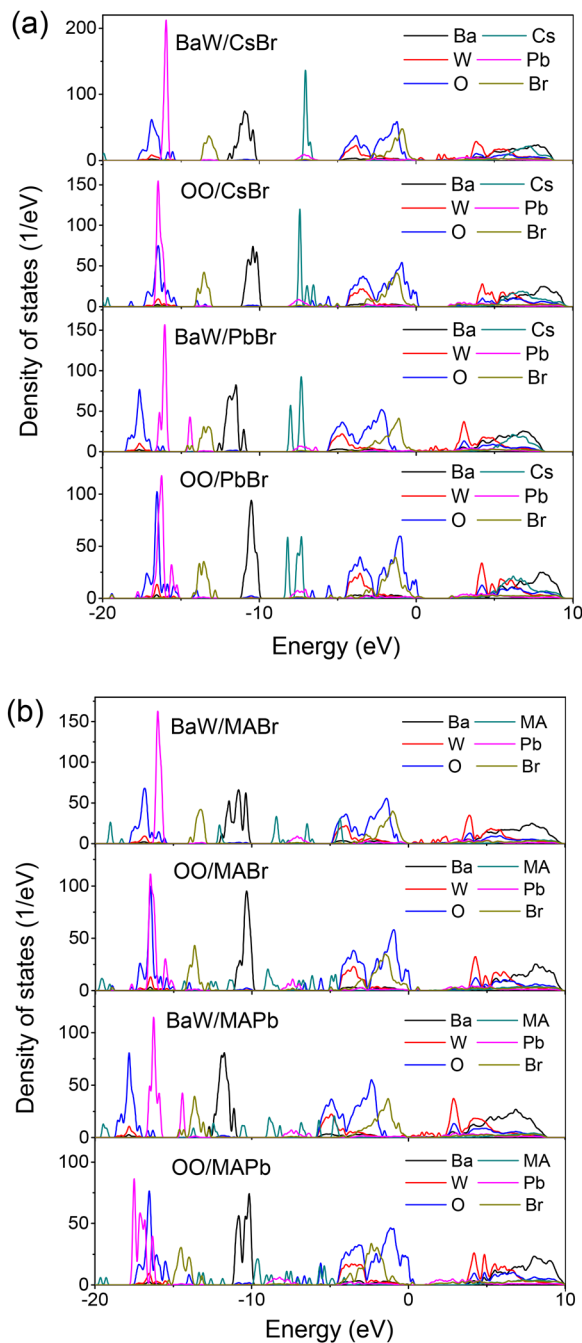 (a)
BaW/CsBr
Ba Cs
W Pb
O Br
200
100
0
OO/CsBr
Ba Cs
W Pb
O Br
150
100
50
0
BaW/PbBr
Ba Cs
W Pb
O Br
150
100
50
0
OO/PbBr
Ba Cs
W Pb
O Br
150
100
50
0
Density of states (1/eV)
-20 -10 0 10
Energy (eV)
(b)
BaW/MABr
Ba MA
W Pb
O Br
150
100
50
0
OO/MABr
Ba MA
W Pb
O Br
100
50
0
BaW/MAPb
Ba MA
W Pb
O Br
100
50
0
OO/MAPb
Ba MA
W Pb
O Br
100
50
0
Density of states (1/eV)
-20 -10 0 10
Energy (eV)